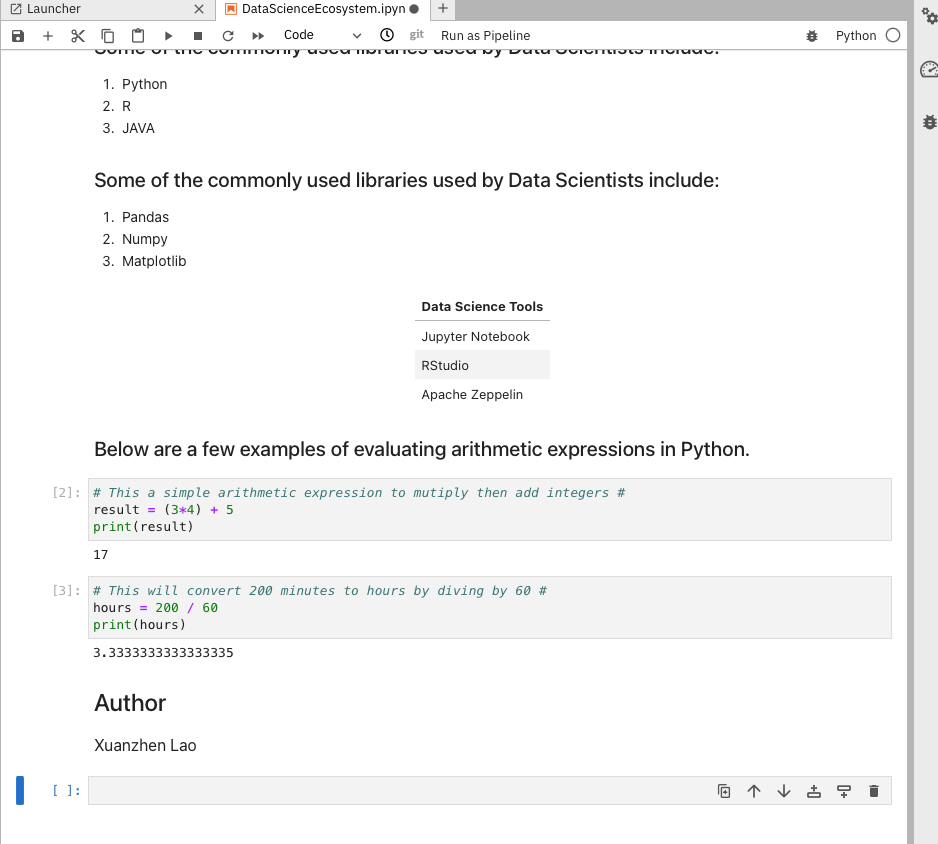 Launcher
DataScienceEcosystem.ipyn
Code git Run as Pipeline Python
Some of the commonly used libraries used by Data Scientists include:
1. Python
2. R
3. JAVA
Some of the commonly used libraries used by Data Scientists include:
1. Pandas
2. Numpy
3. Matplotlib
Data Science Tools
Jupyter Notebook
RStudio
Apache Zeppelin
Below are a few examples of evaluating arithmetic expressions in Python.
[2]: # This a simple arithmetic expression to mutiply then add integers #
result = (3*4) + 5
print(result)
17
[3]: # This will convert 200 minutes to hours by diving by 60 #
hours = 200 / 60
print(hours)
3.3333333333333335
Author
Xuanzhen Lao
[ ]: